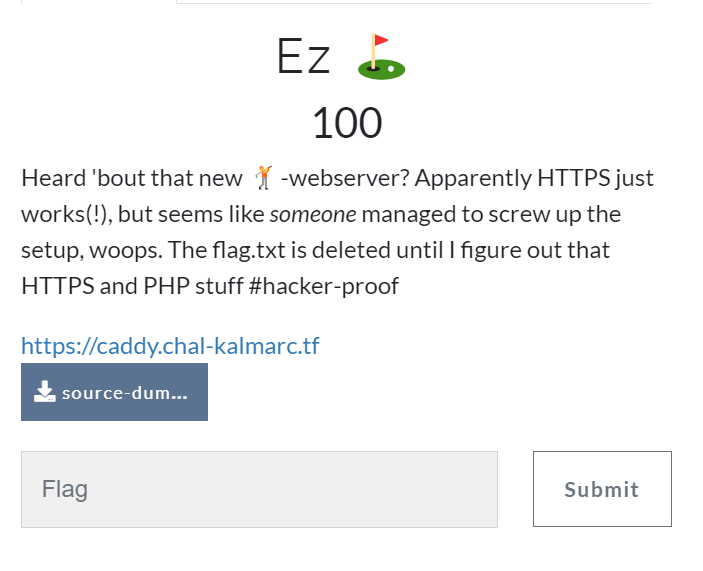 Ez ⛳
100
Heard 'bout that new 🏌 -webserver? Apparently HTTPS just
works(!), but seems like someone managed to screw up the
setup, woops. The flag.txt is deleted until I figure out that
HTTPS and PHP stuff #hacker-proof
https://caddy.chal-kalmarc.tf
source-dum...
Flag
Submit